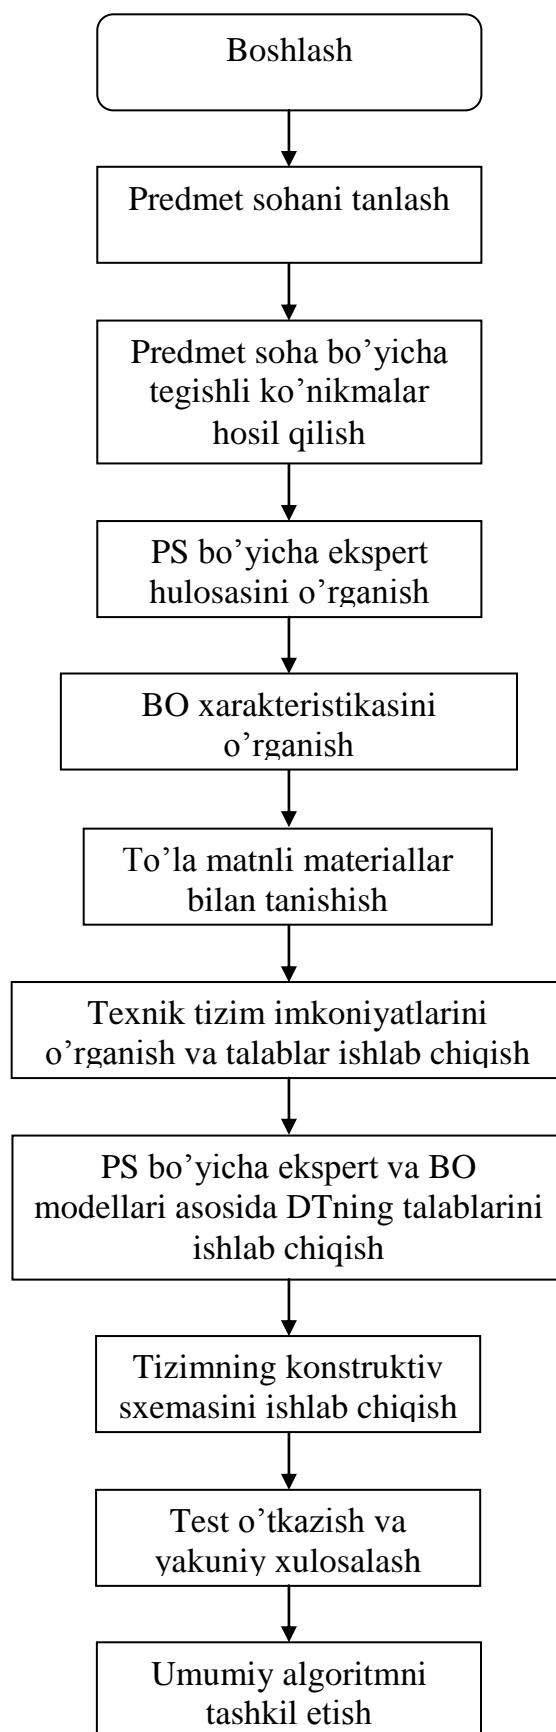 Boshlash
Predmet sohani tanlash
Predmet soha bo’yicha
tegishli ko’nikmalar
hosil qilish
PS bo’yicha ekspert
hulosasini o’rganish
BO xarakteristikasini
o’rganish
To’la matnli materiallar
bilan tanishish
Texnik tizim imkoniyatlarini
o’rganish va talablar ishlab chiqish
PS bo’yicha ekspert va BO
modellari asosida DTning talablarini
ishlab chiqish
Tizimning konstruktiv
sxemasini ishlab chiqish
Test o’tkazish va
yakuniy xulosalash
Umumiy algoritmni
tashkil etish